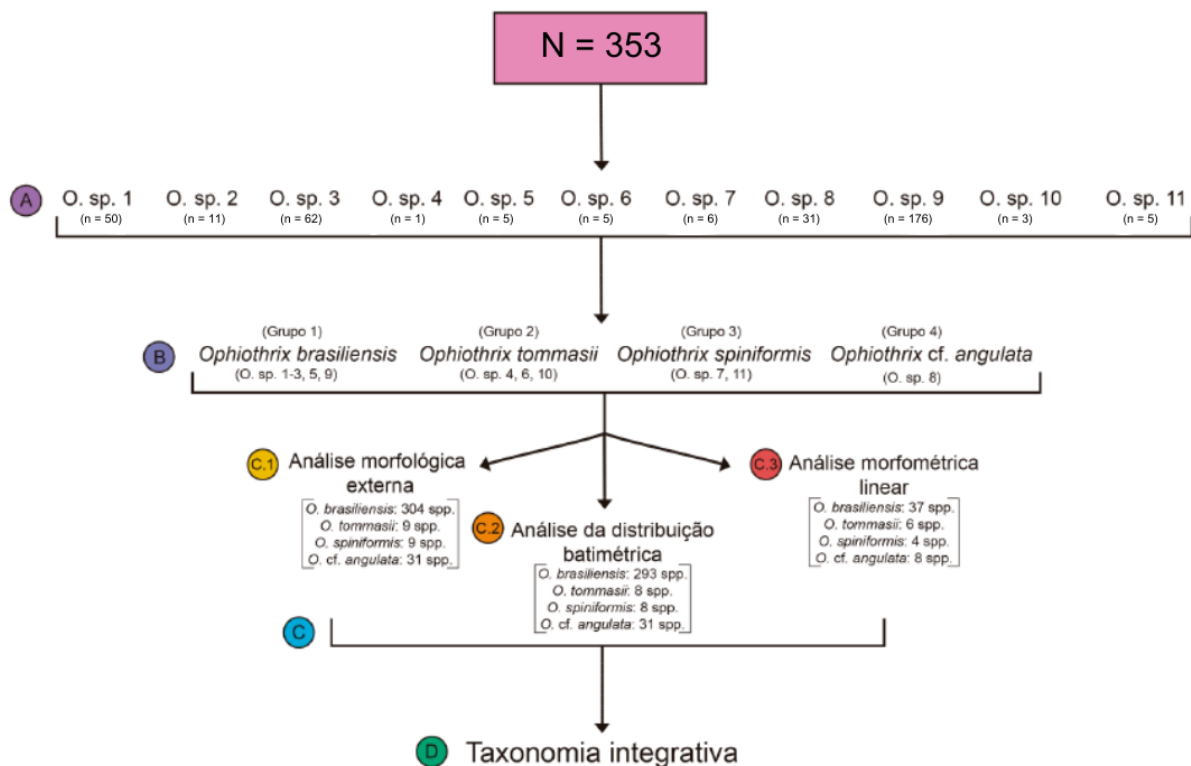 N = 353
A O. sp. 1 O. sp. 2 O. sp. 3 O. sp. 4 O. sp. 5 O. sp. 6 O. sp. 7 O. sp. 8 O. sp. 9 O. sp. 10 O. sp. 11
(n = 50) (n = 11) (n = 62) (n = 1) (n = 5) (n = 5) (n = 6) (n = 31) (n = 176) (n = 3) (n = 5)
(Grupo 1) (Grupo 2) (Grupo 3) (Grupo 4)
B Ophiothrix brasiliensis Ophiothrix tommasii Ophiothrix spiniformis Ophiothrix cf. angulata
(O. sp. 1-3, 5, 9) (O. sp. 4, 6, 10) (O. sp. 7, 11) (O. sp. 8)
C.1 Análise morfológica
externa
O. brasiliensis: 304 spp.
O. tommasii: 9 spp.
O. spiniformis: 9 spp.
O. cf. angulata: 31 spp.
C.2 Análise da distribuição
batimétrica
O. brasiliensis: 293 spp.
O. tommasii: 8 spp.
O. spiniformis: 8 spp.
O. cf. angulata: 31 spp.
C.3 Análise morfométrica
linear
O. brasiliensis: 37 spp.
O. tommasii: 6 spp.
O. spiniformis: 4 spp.
O. cf. angulata: 8 spp.
C
D Taxonomia integrativa